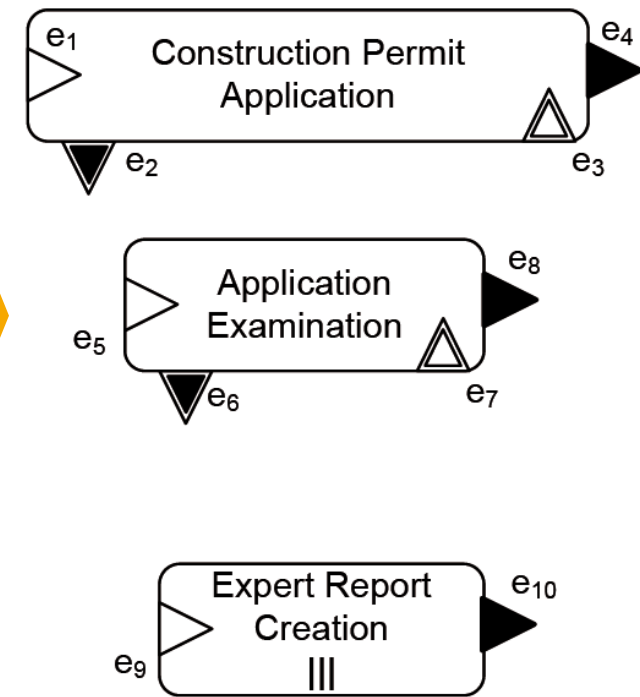 e1
Construction Permit
Application
e4
e2
e3
Application
Examination
e8
e5
e6
e7
Expert Report
Creation
e10
e9